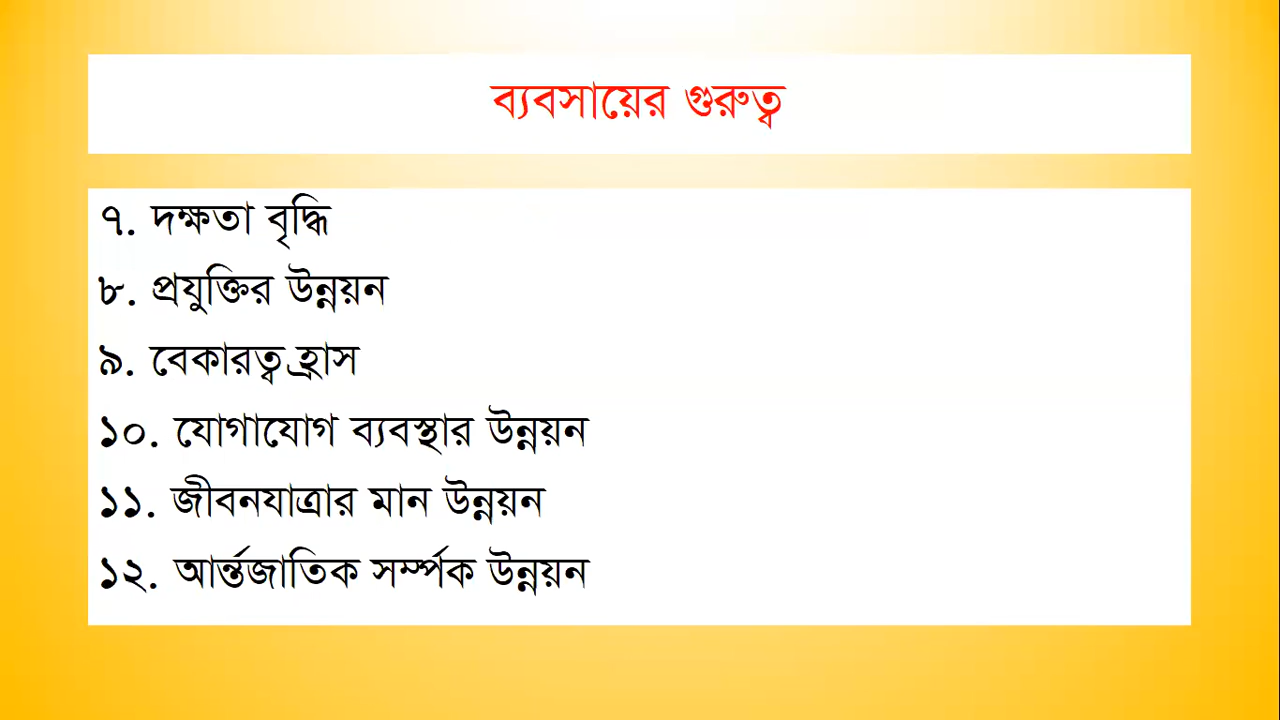 ব্যবসায়ের গুরুত্ব
৭. দক্ষতা বৃদ্ধি
৮. প্রযুক্তির উন্নয়ন
৯. বেকারত্ব হ্রাস
১০. যোগাযোগ ব্যবস্থার উন্নয়ন
১১. জীবনযাত্রার মান উন্নয়ন
১২. আর্ন্তজাতিক সর্ম্পক উন্নয়ন